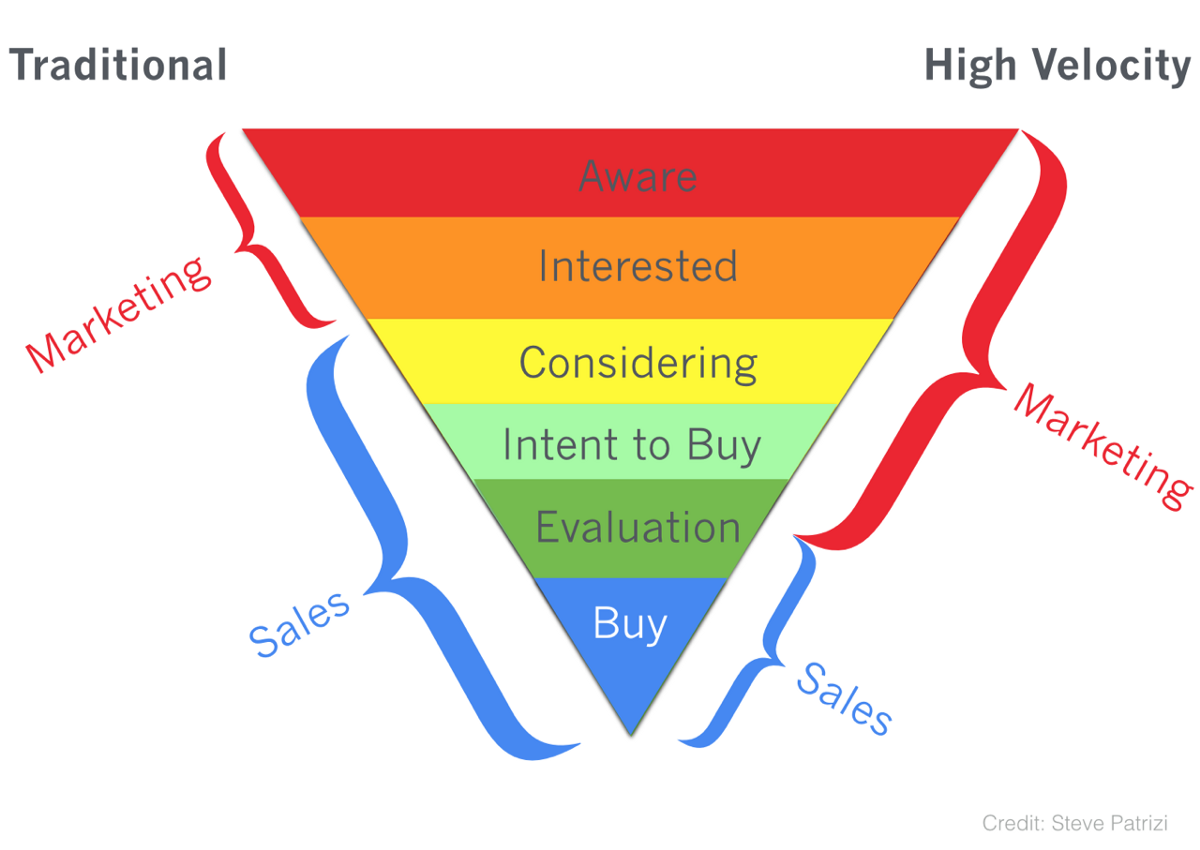 Traditional
High Velocity
Aware
Interested
Marketing
Considering
Marketing
Intent to Buy
Evaluation
Sales
Buy
Sales
Credit: Steve Patrizi